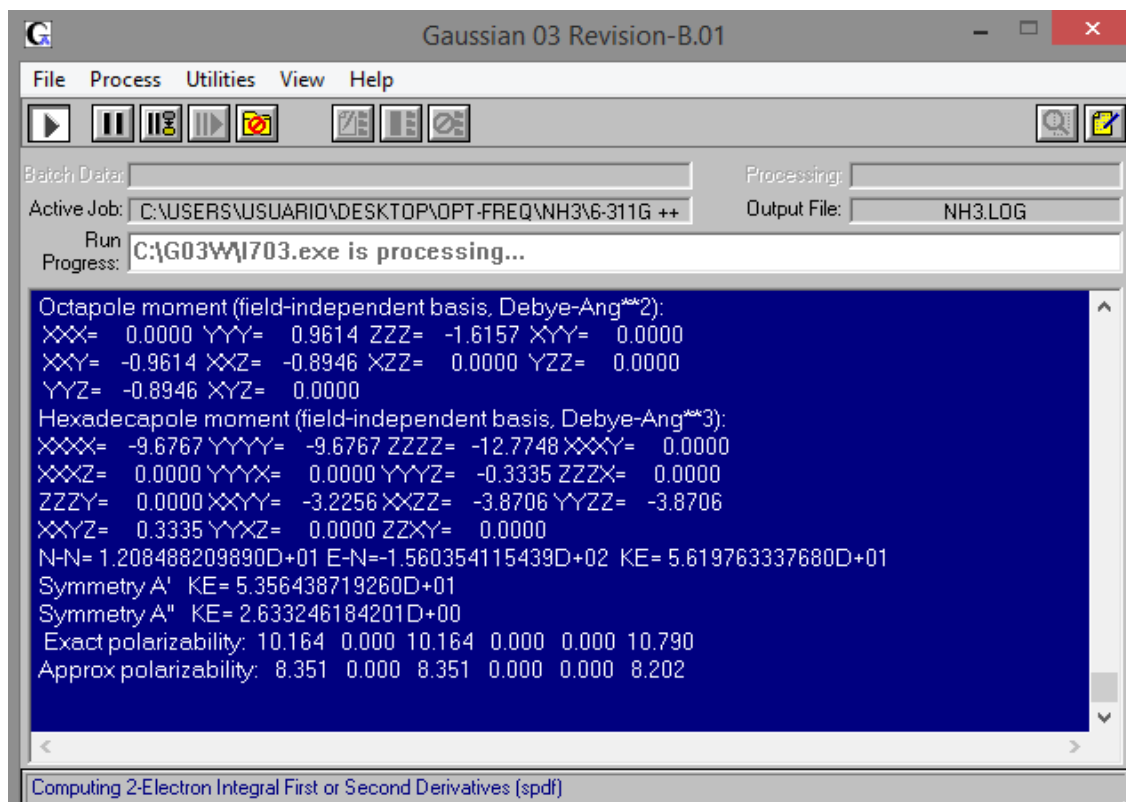 Gaussian 03 Revision-B.01
File Process Utilities View Help
Batch Data: Processing:
Active Job: C:\USERS\USUARIO\DESKTOP\OPT-FREQ\NH3\6-311G ++ Output File: NH3.LOG
Run Progress: C:\G03W\l703.exe is processing...
Octapole moment (field-independent basis, Debye-Ang**2):
XXX= 0.0000 YYY= 0.9614 ZZZ= -1.6157 XYY= 0.0000
XXY= -0.9614 XXZ= -0.8946 XZZ= 0.0000 YZZ= 0.0000
YYZ= -0.8946 XYZ= 0.0000
Hexadecapole moment (field-independent basis, Debye-Ang**3):
XXXX= -9.6767 YYYY= -9.6767 ZZZZ= -12.7748 XXXY= 0.0000
XXXZ= 0.0000 YYYX= 0.0000 YYYZ= -0.3335 ZZZX= 0.0000
ZZZY= 0.0000 XXYY= -3.2256 XXZZ= -3.8706 YYZZ= -3.8706
XXYZ= 0.3335 YYXZ= 0.0000 ZZXY= 0.0000
N-N= 1.208488209890D+01 E-N=-1.560354115439D+02 KE= 5.619763337680D+01
Symmetry A' KE= 5.356438719260D+01
Symmetry A" KE= 2.633246184201D+00
Exact polarizability: 10.164 0.000 10.164 0.000 0.000 10.790
Approx polarizability: 8.351 0.000 8.351 0.000 0.000 8.202
Computing 2-Electron Integral First or Second Derivatives (spdf)